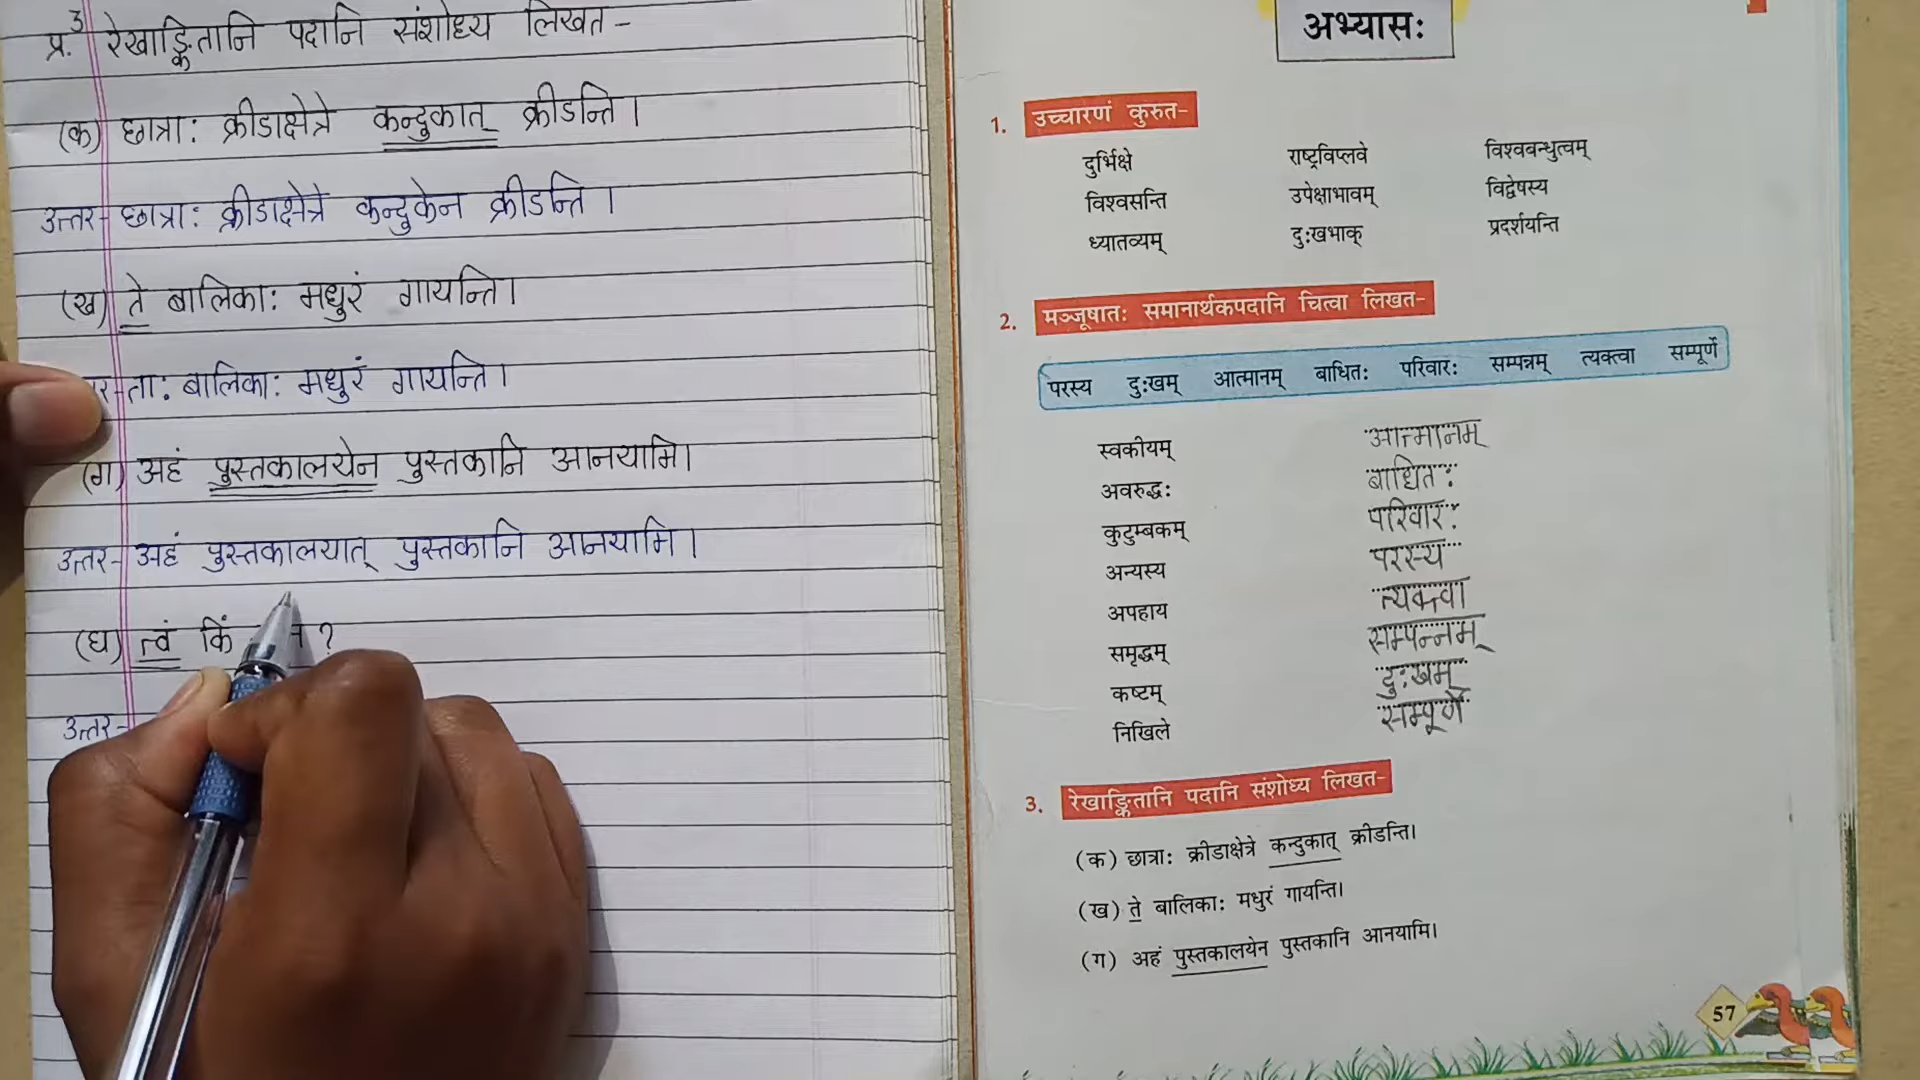 प्र.³ रेखाङ्कितानि पदानि संशोध्य लिखत -
(क) छात्रा: क्रीडाक्षेत्रे कन्दुकात् क्रीडन्ति।
उत्तर - छात्रा: क्रीडाक्षेत्रे कन्दुकेन क्रीडन्ति।
(ख) ते बालिका: मधुरं गायन्ति।
ता: बालिका: मधुरं गायन्ति।
(ग) अहं पुस्तकालयेन पुस्तकानि आनयामि।
उत्तर - अहं पुस्तकालयात् पुस्तकानि आनयामि।
(घ) त्वं किं ?
उत्तर -
अभ्यासः
1. उच्चारणं कुरुत-
दुर्भिक्षे राष्ट्रविप्लवे विश्वबन्धुत्वम्
विश्वसन्ति उपेक्षाभावम् विद्वेषस्य
ध्यातव्यम् दुःखभाक् प्रदर्शयन्ति
2. मञ्जूषातः समानार्थकपदानि चित्वा लिखत-
परस्य दुःखम् आत्मानम् बाधितः परिवारः सम्पन्नम् त्यक्त्वा सम्पूर्णे
स्वकीयम् आत्मानम्
अवरुद्धः बाधितः
कुटुम्बकम् परिवारः
अन्यस्य परस्य
अपहाय त्यक्त्वा
समृद्धम् सम्पन्नम्
कष्टम् दुःखम्
निखिले सम्पूर्णे
3. रेखाङ्कितानि पदानि संशोध्य लिखत-
(क) छात्राः क्रीडाक्षेत्रे कन्दुकात् क्रीडन्ति।
(ख) ते बालिकाः मधुरं गायन्ति।
(ग) अहं पुस्तकालयेन पुस्तकानि आनयामि।
57